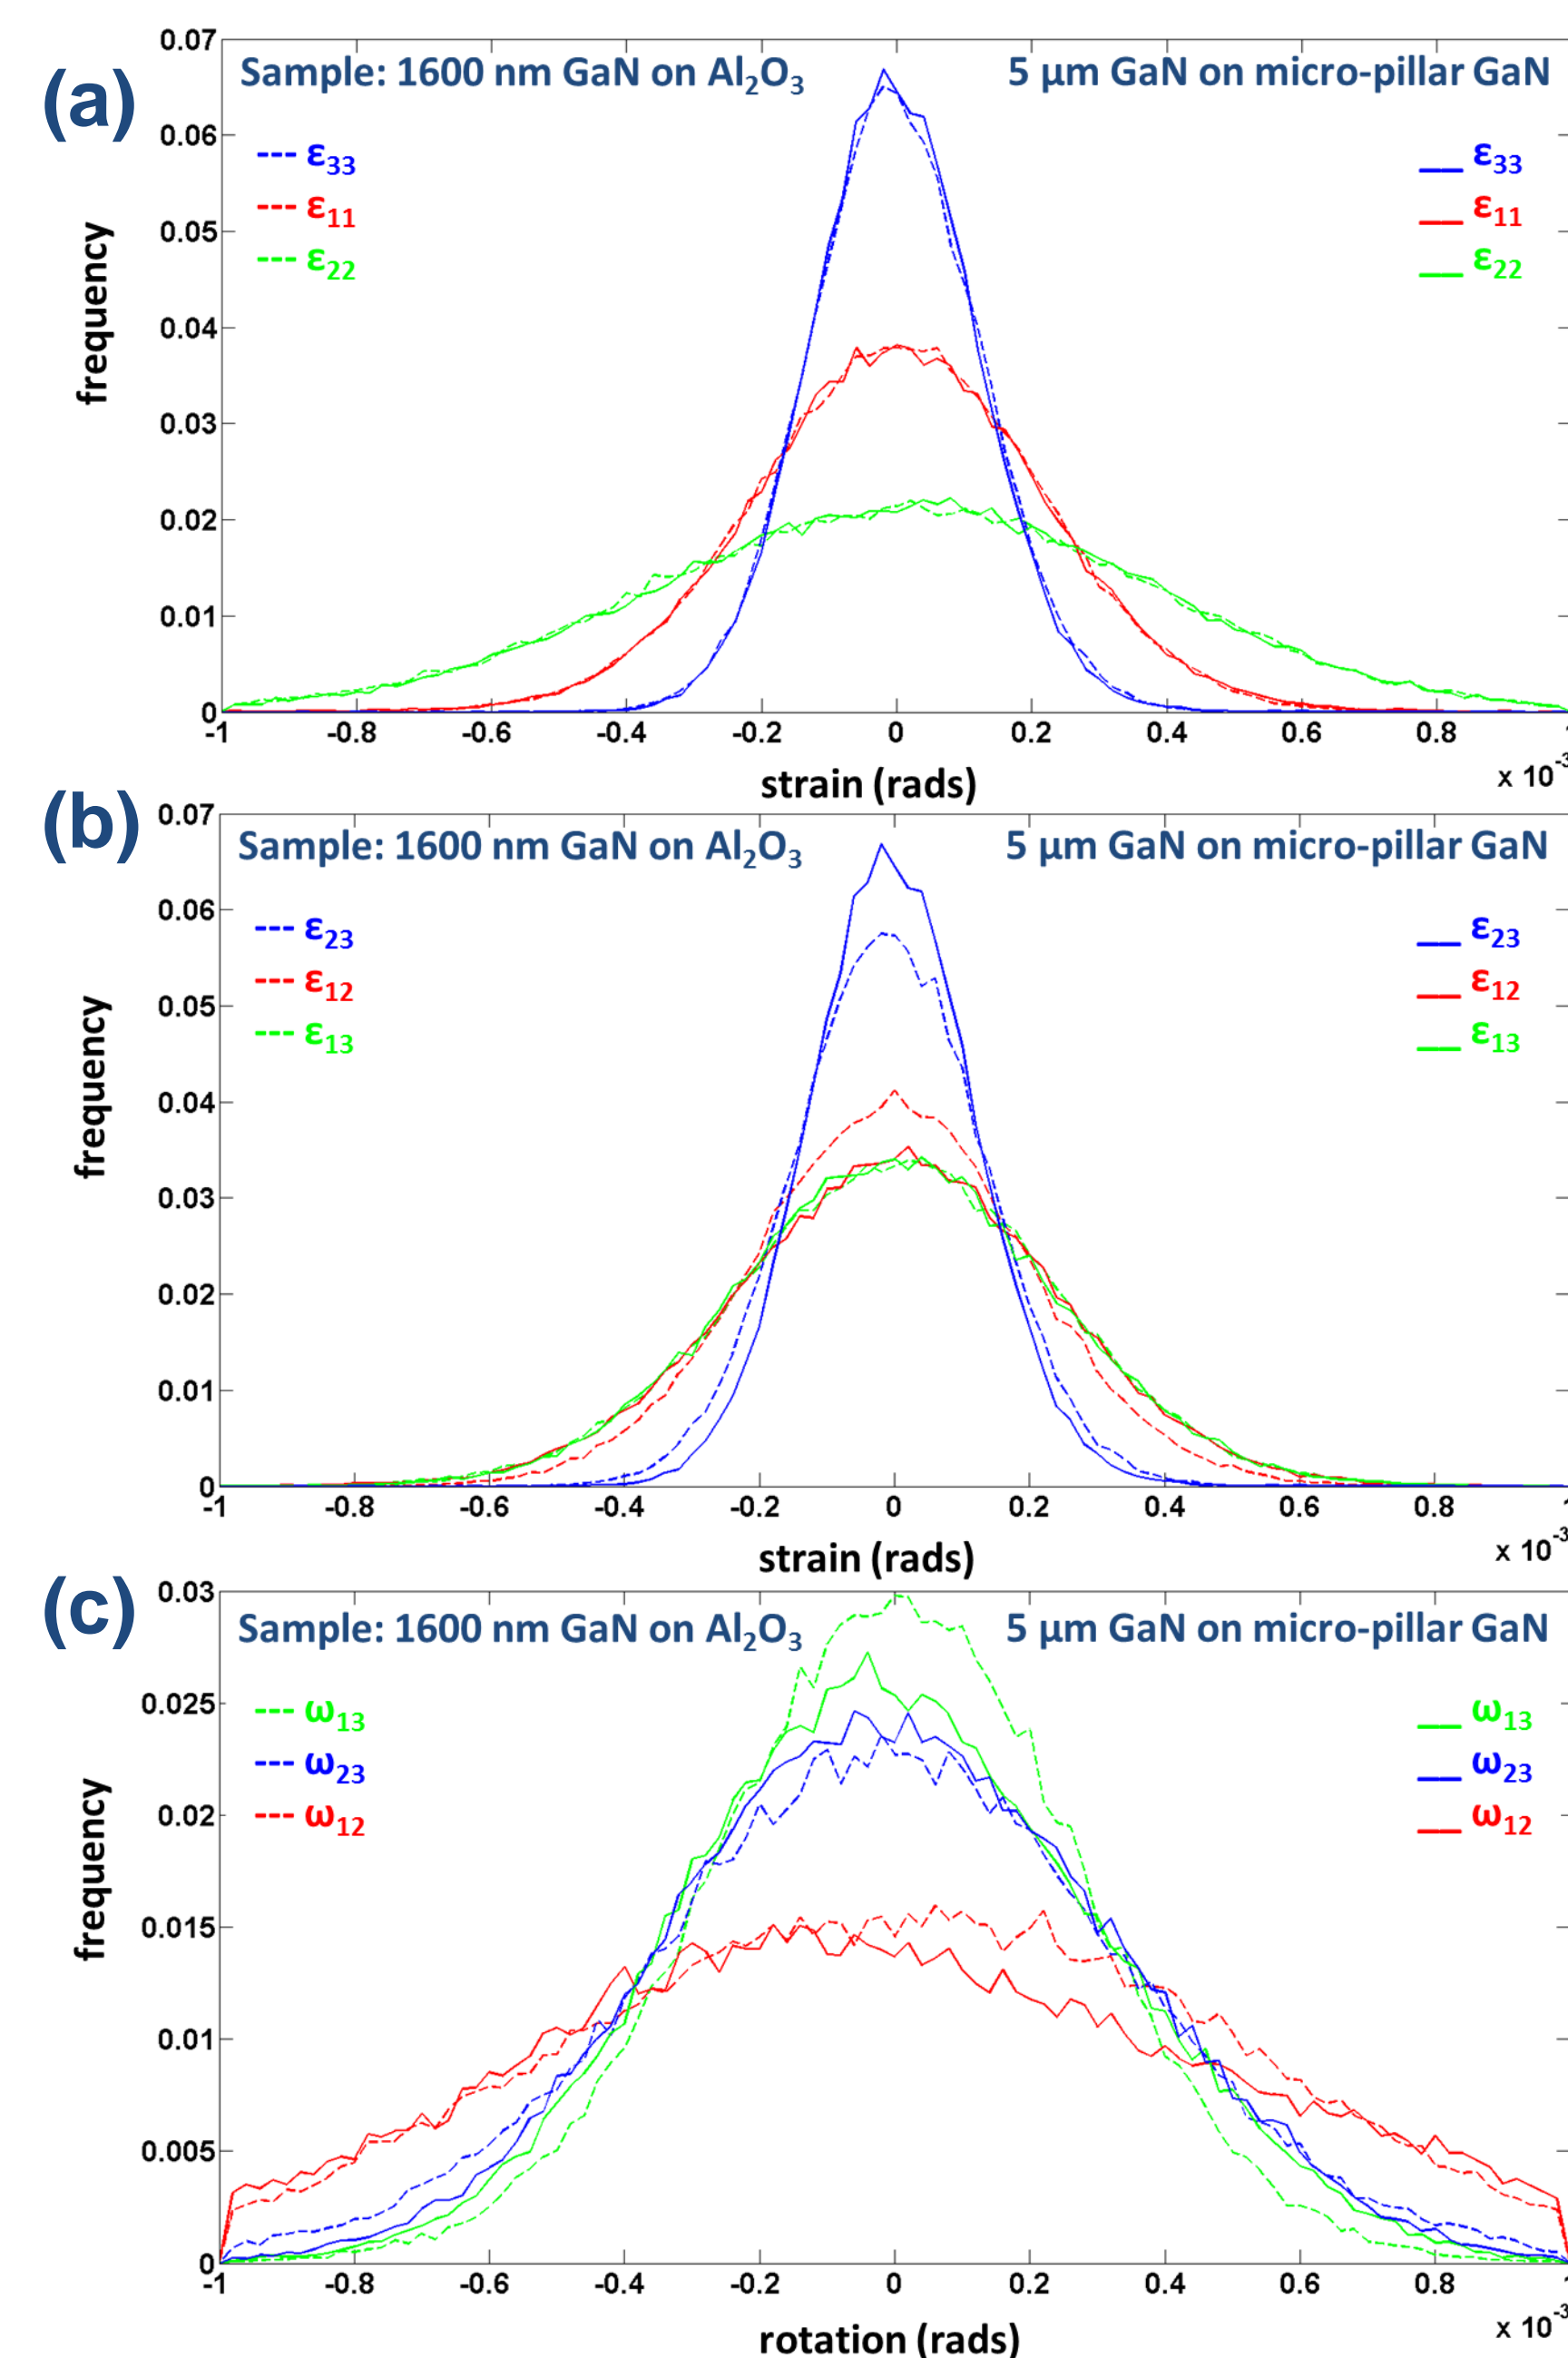 (a)
Sample: 1600 nm GaN on Al₂O₃ 5 μm GaN on micro-pillar GaN
ε₃₃ ε₃₃
ε₁₁ ε₁₁
ε₂₂ ε₂₂
frequency
0.07
0.06
0.05
0.04
0.03
0.02
0.01
0
-1 -0.8 -0.6 -0.4 -0.2 0 0.2 0.4 0.6 0.8
strain (rads) x 10⁻³
(b)
Sample: 1600 nm GaN on Al₂O₃ 5 μm GaN on micro-pillar GaN
ε₂₃ ε₂₃
ε₁₂ ε₁₂
ε₁₃ ε₁₃
frequency
0.07
0.06
0.05
0.04
0.03
0.02
0.01
0
-1 -0.8 -0.6 -0.4 -0.2 0 0.2 0.4 0.6 0.8
strain (rads) x 10⁻³
(c)
Sample: 1600 nm GaN on Al₂O₃ 5 μm GaN on micro-pillar GaN
ω₁₃ ω₁₃
ω₂₃ ω₂₃
ω₁₂ ω₁₂
frequency
0.03
0.025
0.02
0.015
0.01
0.005
0
-1 -0.8 -0.6 -0.4 -0.2 0 0.2 0.4 0.6 0.8
rotation (rads) x 10⁻³